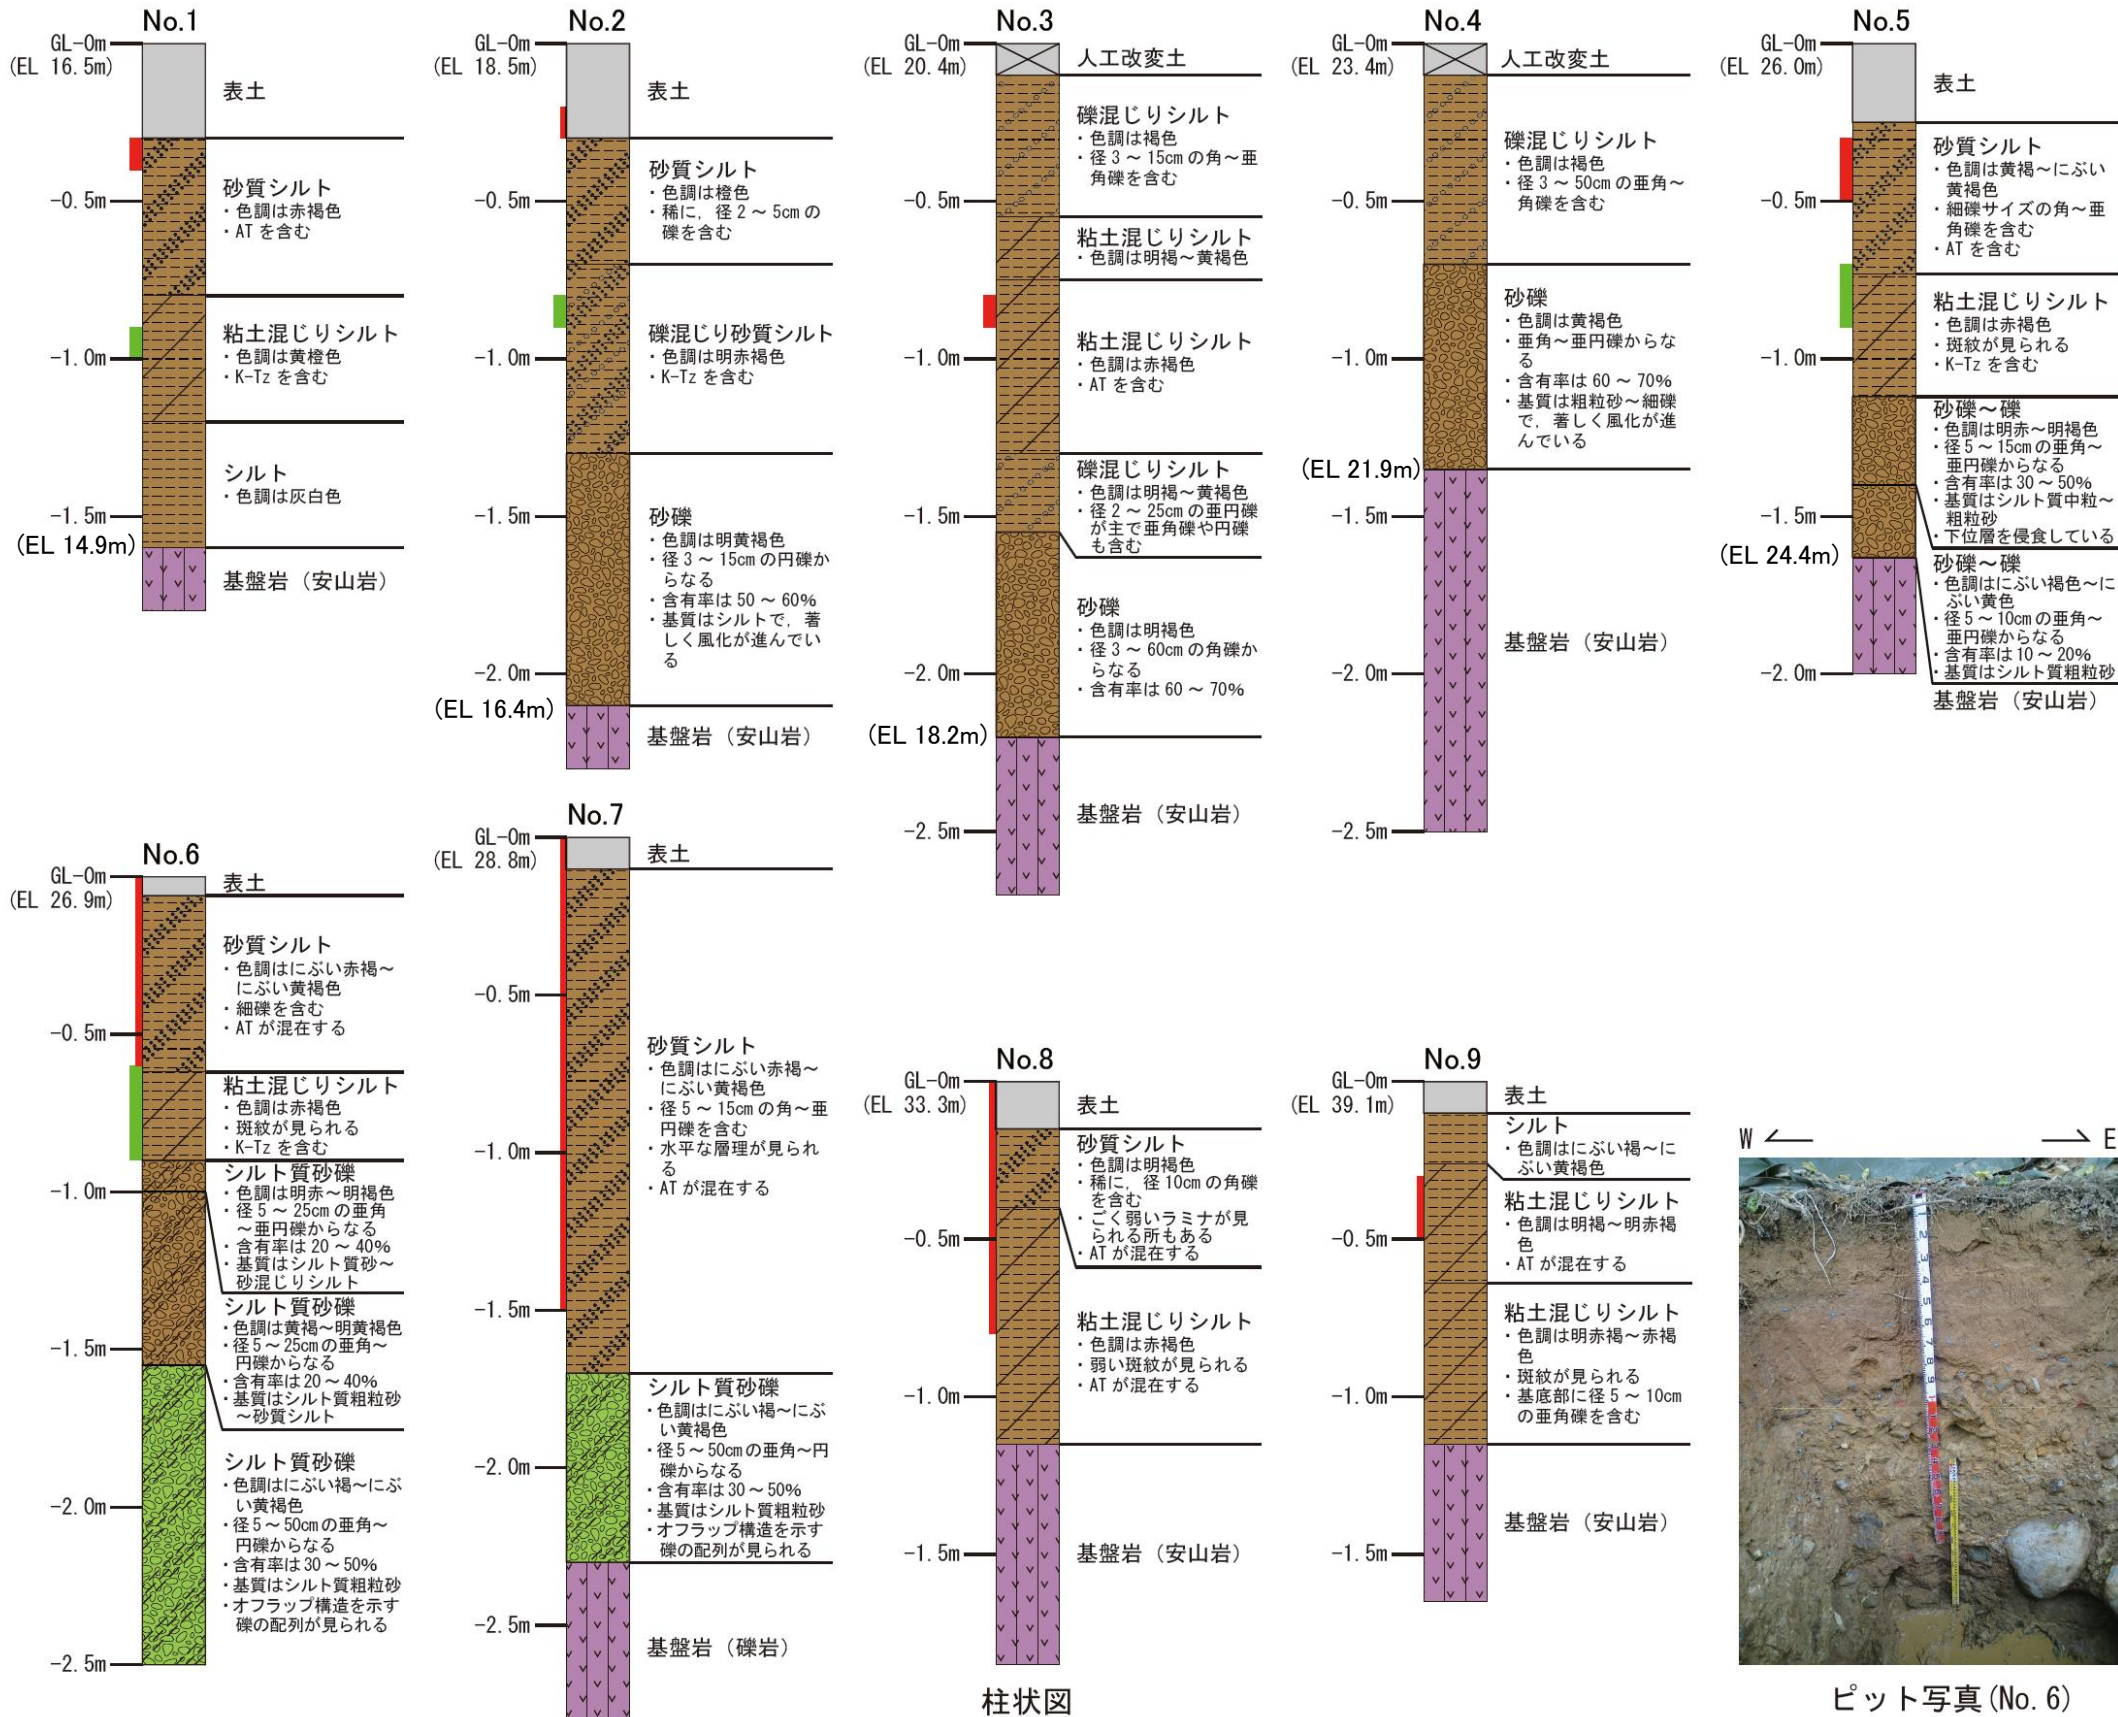 No.1
GL-0m
(EL 16.5m)
-0.5m
-1.0m
-1.5m
(EL 14.9m)
表土
砂質シルト
・色調は赤褐色
・AT を含む
粘土混じりシルト
・色調は黄橙色
・K-Tz を含む
シルト
・色調は灰白色
基盤岩（安山岩）
No.2
GL-0m
(EL 18.5m)
-0.5m
-1.0m
-1.5m
-2.0m
(EL 16.4m)
表土
砂質シルト
・色調は橙色
・稀に，径 2 ～ 5cm の
礫を含む
礫混じり砂質シルト
・色調は明赤褐色
・K-Tz を含む
砂礫
・色調は明黄褐色
・径 3 ～ 15cm の円礫か
らなる
・含有率は 50 ～ 60%
・基質はシルトで，著
しく風化が進んでい
る
基盤岩（安山岩）
No.3
GL-0m
(EL 20.4m)
-0.5m
-1.0m
-1.5m
-2.0m
(EL 18.2m)
-2.5m
人工改変土
礫混じりシルト
・色調は褐色
・径 3 ～ 15cm の角～亜
角礫を含む
粘土混じりシルト
・色調は明褐～黄褐色
粘土混じりシルト
・色調は赤褐色
・AT を含む
礫混じりシルト
・色調は明褐～黄褐色
・径 2 ～ 25cm の亜円礫
が主で亜角礫や円礫
も含む
砂礫
・色調は明褐色
・径 3 ～ 60cm の角礫か
らなる
・含有率は 60 ～ 70%
基盤岩（安山岩）
No.4
GL-0m
(EL 23.4m)
-0.5m
-1.0m
(EL 21.9m)
-1.5m
-2.0m
-2.5m
人工改変土
礫混じりシルト
・色調は褐色
・径 3 ～ 50cm の亜角～
角礫を含む
砂礫
・色調は黄褐色
・亜角～亜円礫からな
る
・含有率は 60 ～ 70%
・基質は粗粒砂～細礫
で，著しく風化が進
んでいる
基盤岩（安山岩）
No.5
GL-0m
(EL 26.0m)
-0.5m
-1.0m
-1.5m
(EL 24.4m)
-2.0m
表土
砂質シルト
・色調は黄褐～にぶい
黄褐色
・細礫サイズの角～亜
角礫を含む
・AT を含む
粘土混じりシルト
・色調は赤褐色
・斑紋が見られる
・K-Tz を含む
砂礫～礫
・色調は明赤～明褐色
・径 5 ～ 15cm の亜角～
亜円礫からなる
・含有率は 30 ～ 50%
・基質はシルト質中粒～
粗粒砂
・下位層を侵食している
砂礫～礫
・色調はにぶい褐色～に
ぶい黄色
・径 5 ～ 10cm の亜角～
亜円礫からなる
・含有率は 10 ～ 20%
・基質はシルト質粗粒砂
基盤岩（安山岩）
No.6
GL-0m
(EL 26.9m)
-0.5m
-1.0m
-1.5m
-2.0m
-2.5m
表土
砂質シルト
・色調はにぶい赤褐～
にぶい黄褐色
・細礫を含む
・AT が混在する
粘土混じりシルト
・色調は赤褐色
・斑紋が見られる
・K-Tz を含む
シルト質砂礫
・色調は明赤～明褐色
・径 5 ～ 25cm の亜角
～亜円礫からなる
・含有率は 20 ～ 40%
・基質はシルト質砂～
砂混じりシルト
シルト質砂礫
・色調は黄褐～明黄褐色
・径 5 ～ 25cm の亜角～
円礫からなる
・含有率は 20 ～ 40%
・基質はシルト質粗粒砂
～砂質シルト
シルト質砂礫
・色調はにぶい褐～にぶ
い黄褐色
・径 5 ～ 50cm の亜角～
円礫からなる
・含有率は 30 ～ 50%
・基質はシルト質粗粒砂
・オフラップ構造を示す
礫の配列が見られる
No.7
GL-0m
(EL 28.8m)
-0.5m
-1.0m
-1.5m
-2.0m
-2.5m
表土
砂質シルト
・色調はにぶい赤褐～
にぶい黄褐色
・径 5 ～ 15cm の角～亜
円礫を含む
・水平な層理が見られ
る
・AT が混在する
シルト質砂礫
・色調はにぶい褐～にぶ
い黄褐色
・径 5 ～ 50cm の亜角～円
礫からなる
・含有率は 30 ～ 50%
・基質はシルト質粗粒砂
・オフラップ構造を示す
礫の配列が見られる
基盤岩（礫岩）
No.8
GL-0m
(EL 33.3m)
-0.5m
-1.0m
-1.5m
表土
砂質シルト
・色調は明褐色
・稀に，径 10cm の角礫
を含む
・ごく弱いラミナが見
られる所もある
・AT が混在する
粘土混じりシルト
・色調は赤褐色
・弱い斑紋が見られる
・AT が混在する
基盤岩（安山岩）
No.9
GL-0m
(EL 39.1m)
-0.5m
-1.0m
-1.5m
シルト
・色調はにぶい褐～に
ぶい黄褐色
粘土混じりシルト
・色調は明褐～明赤褐
色
・AT が混在する
粘土混じりシルト
・色調は明赤褐～赤褐
色
・斑紋が見られる
・基底部に径 5 ～ 10cm
の亜角礫を含む
基盤岩（安山岩）
W
E
柱状図
ピット写真(No. 6)